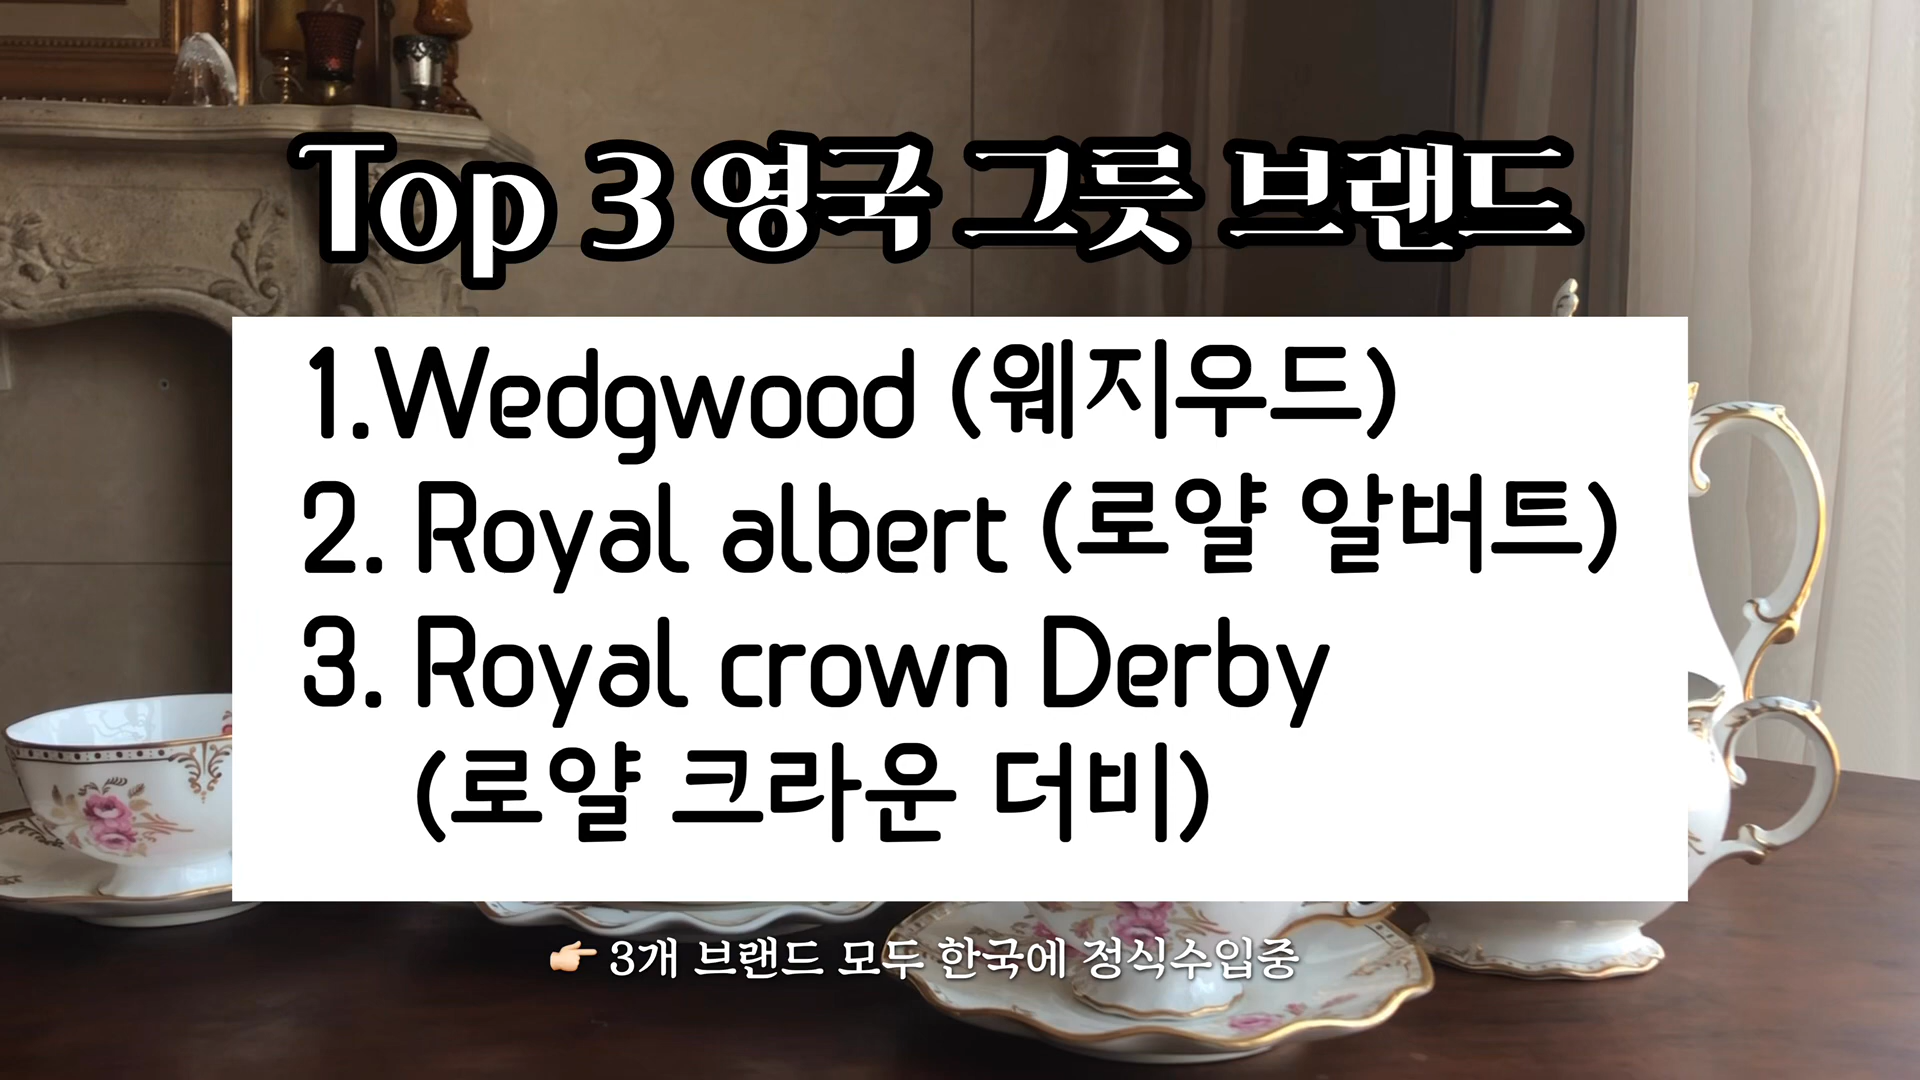 Top 3 영국 그릇 브랜드
1.Wedgwood (웨지우드)
2. Royal albert (로얄 알버트)
3. Royal crown Derby
(로얄 크라운 더비)
👉🏻 3개 브랜드 모두 한국에 정식수입중